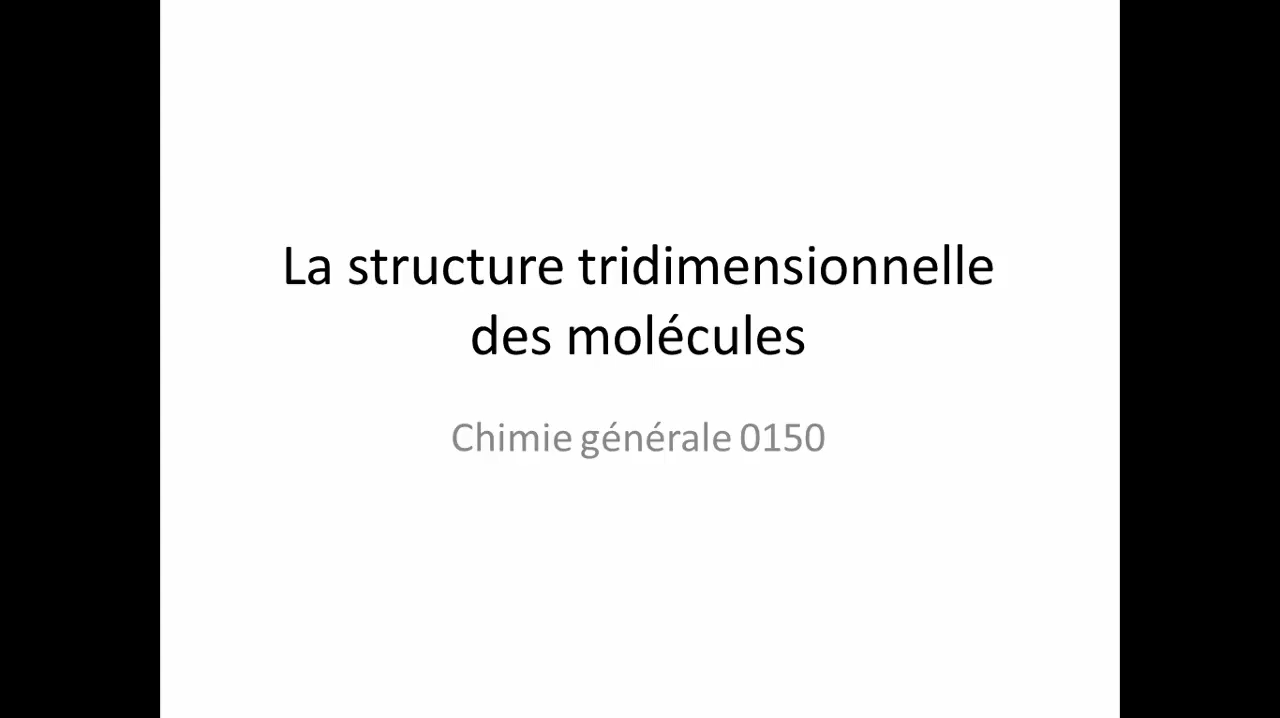 La structure tridimensionnelle
des molécules
Chimie générale 0150